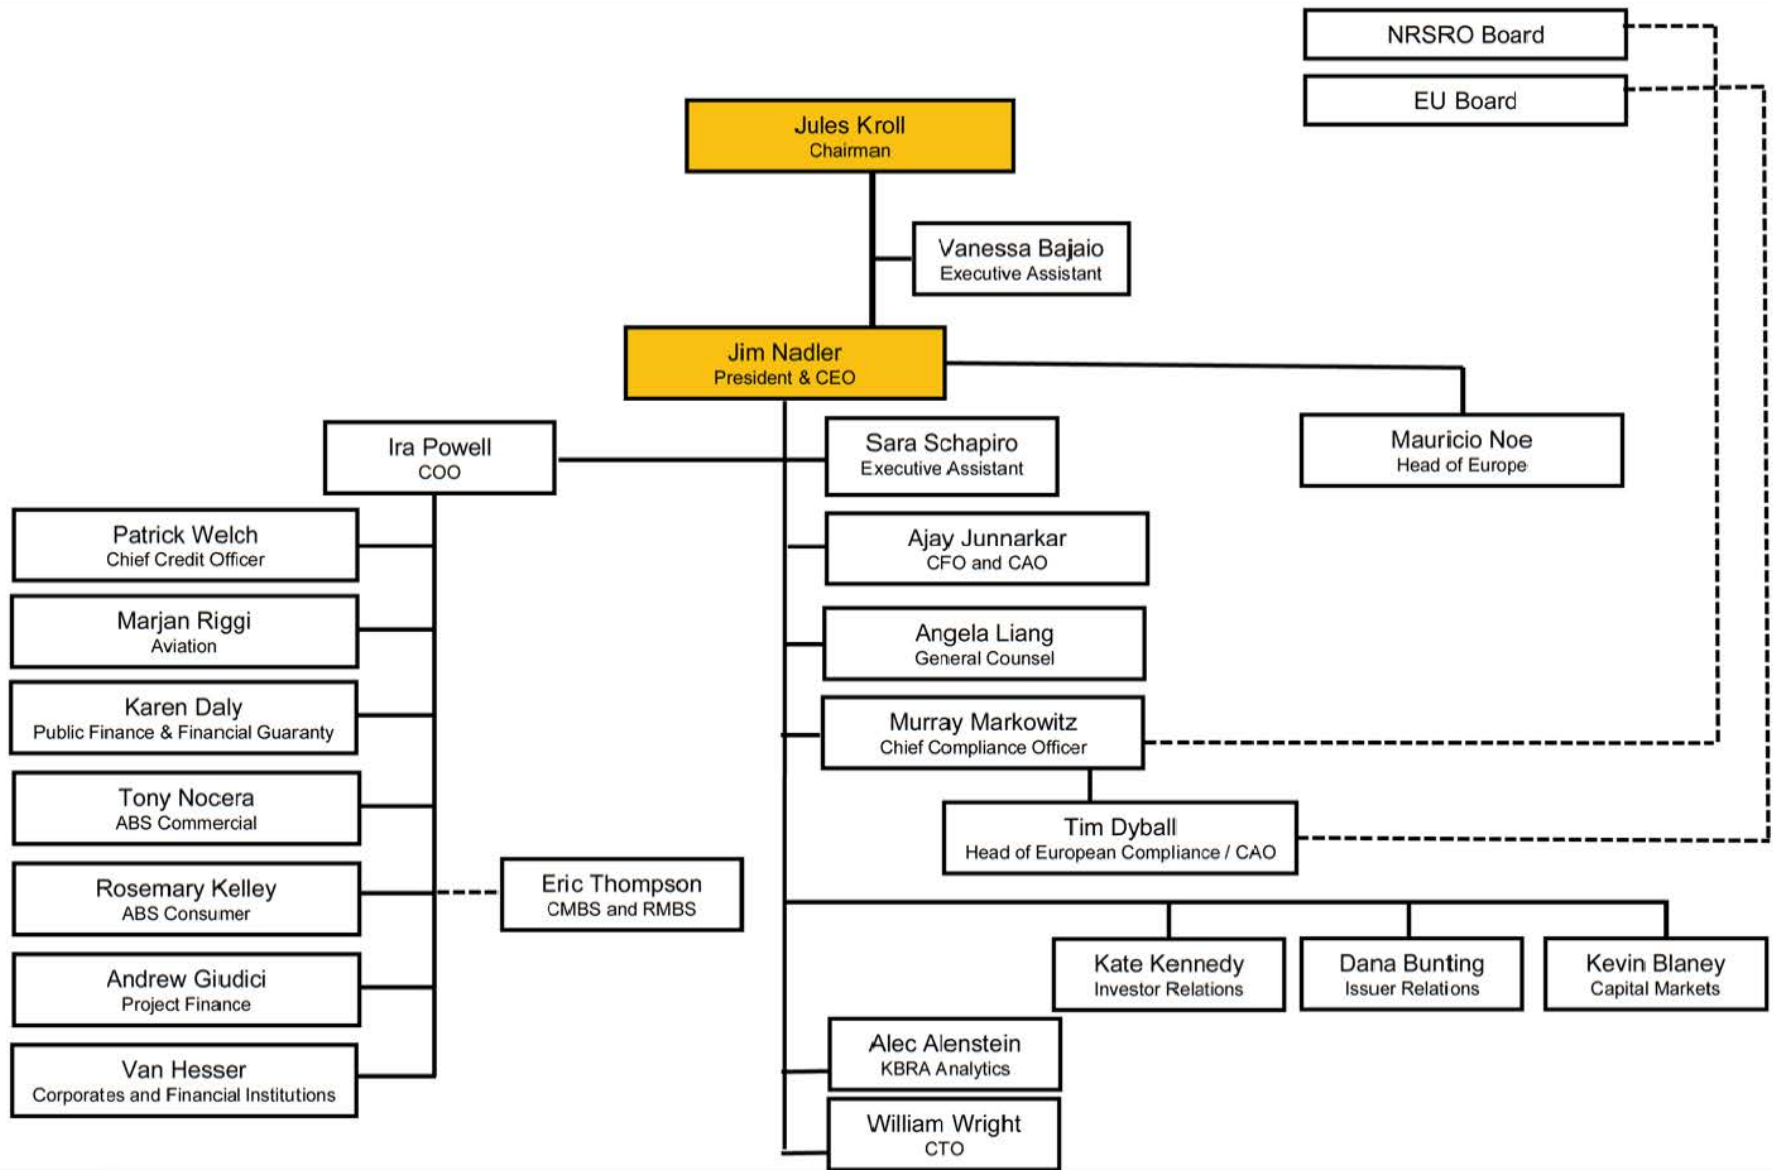 NRSRO Board
EU Board
Jules Kroll
Chairman
Vanessa Bajaio
Executive Assistant
Jim Nadler
President & CEO
Ira Powell
COO
Sara Schapiro
Executive Assistant
Mauricio Noe
Head of Europe
Patrick Welch
Chief Credit Officer
Ajay Junnarkar
CFO and CAO
Marjan Riggi
Aviation
Angela Liang
General Counsel
Karen Daly
Public Finance & Financial Guaranty
Murray Markowitz
Chief Compliance Officer
Tony Nocera
ABS Commercial
Tim Dyball
Head of European Compliance / CAO
Rosemary Kelley
ABS Consumer
Eric Thompson
CMBS and RMBS
Andrew Giudici
Project Finance
Kate Kennedy
Investor Relations
Dana Bunting
Issuer Relations
Kevin Blaney
Capital Markets
Van Hesser
Corporates and Financial Institutions
Alec Alenstein
KBRA Analytics
William Wright
CTO